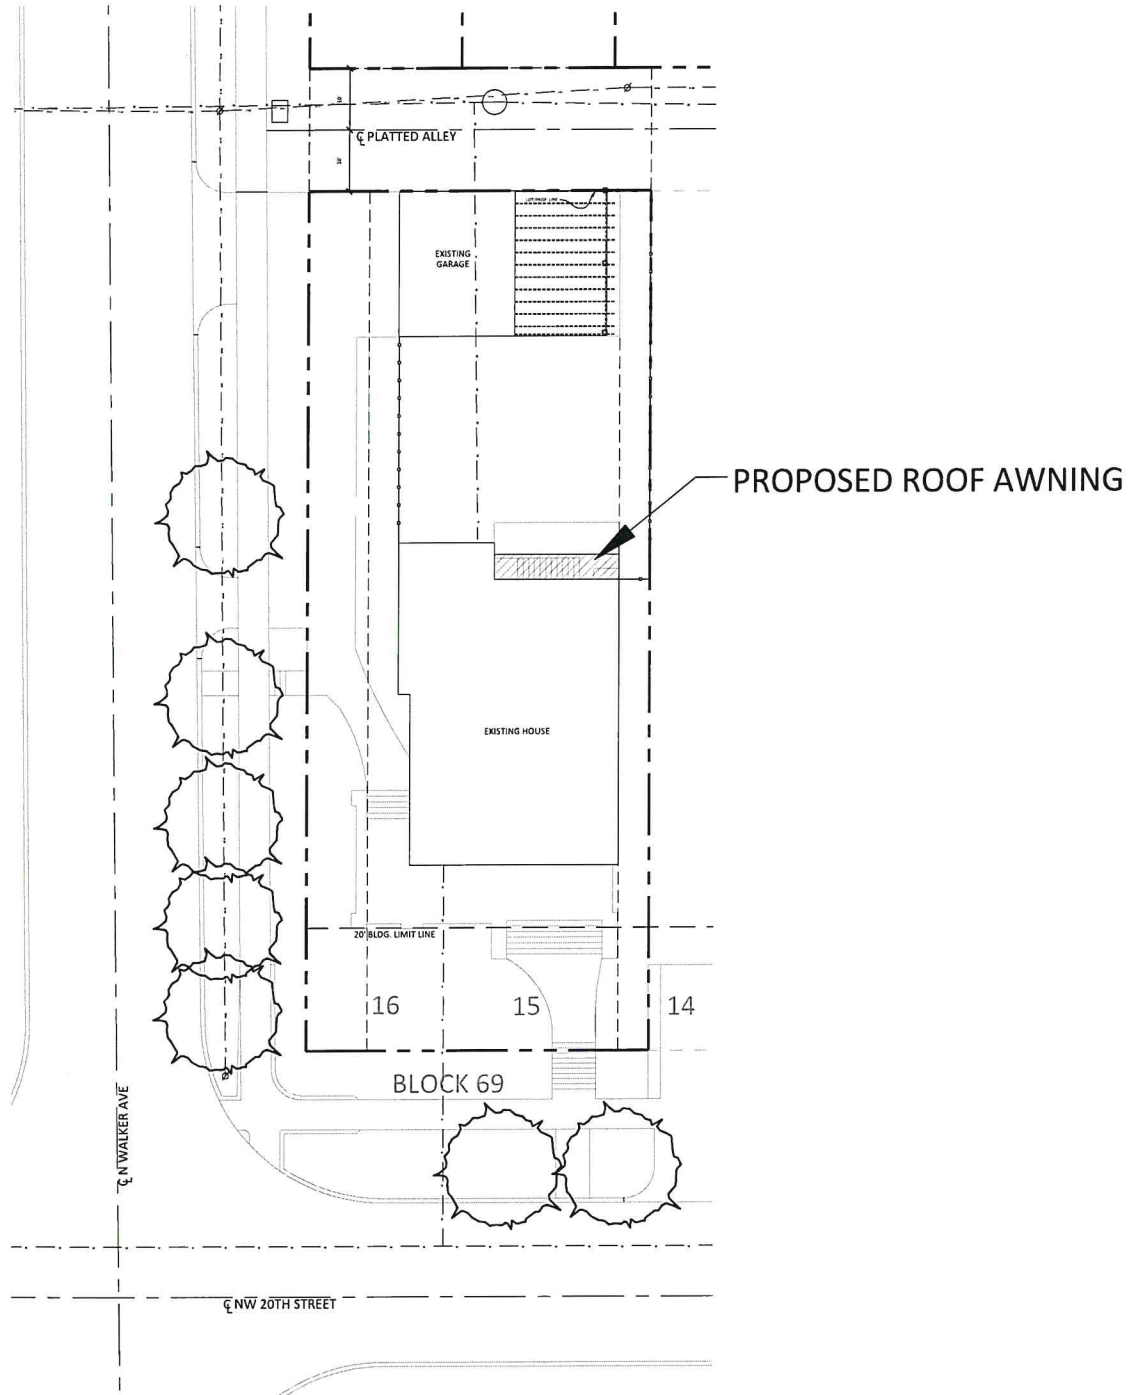 ℄ PLATTED ALLEY
EXISTING
GARAGE
PROPOSED ROOF AWNING
EXISTING HOUSE
20' BLDG. LIMIT LINE
16
15
14
BLOCK 69
℄ N WALKER AVE
℄ NW 20TH STREET